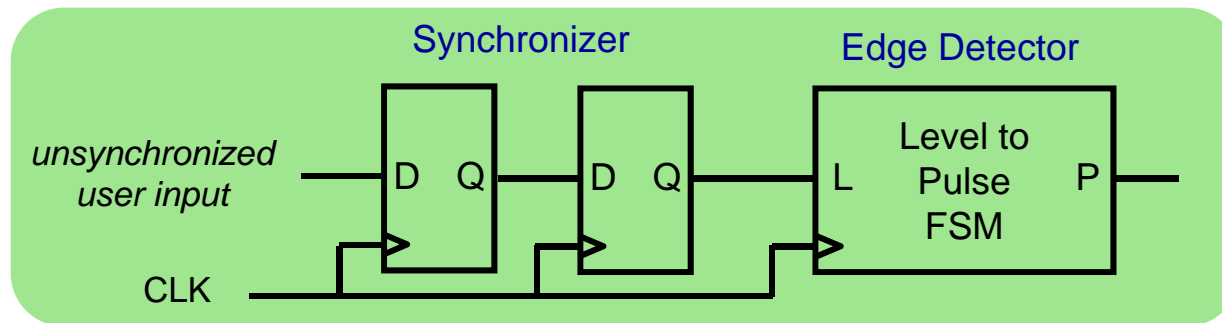 Synchronizer
Edge Detector
unsynchronized
user input
D Q
D Q
L
Level to
Pulse
FSM
P
CLK